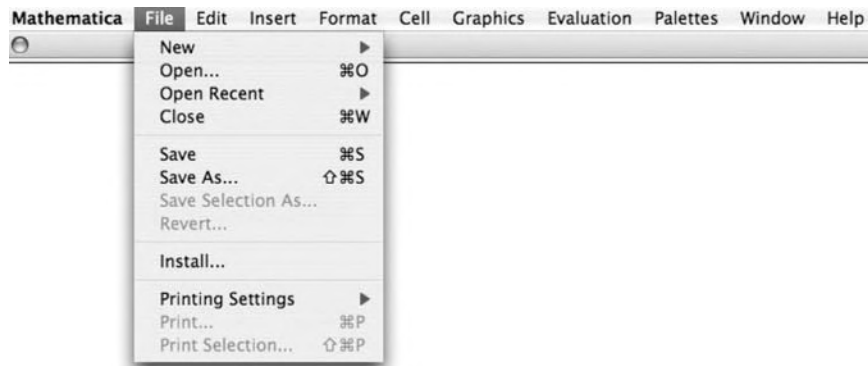 Mathematica File Edit Insert Format Cell Graphics Evaluation Palettes Window Help
New ▶
Open... ⌘O
Open Recent ▶
Close ⌘W
Save ⌘S
Save As... ⇧⌘S
Save Selection As...
Revert...
Install...
Printing Settings ▶
Print... ⌘P
Print Selection... ⇧⌘P